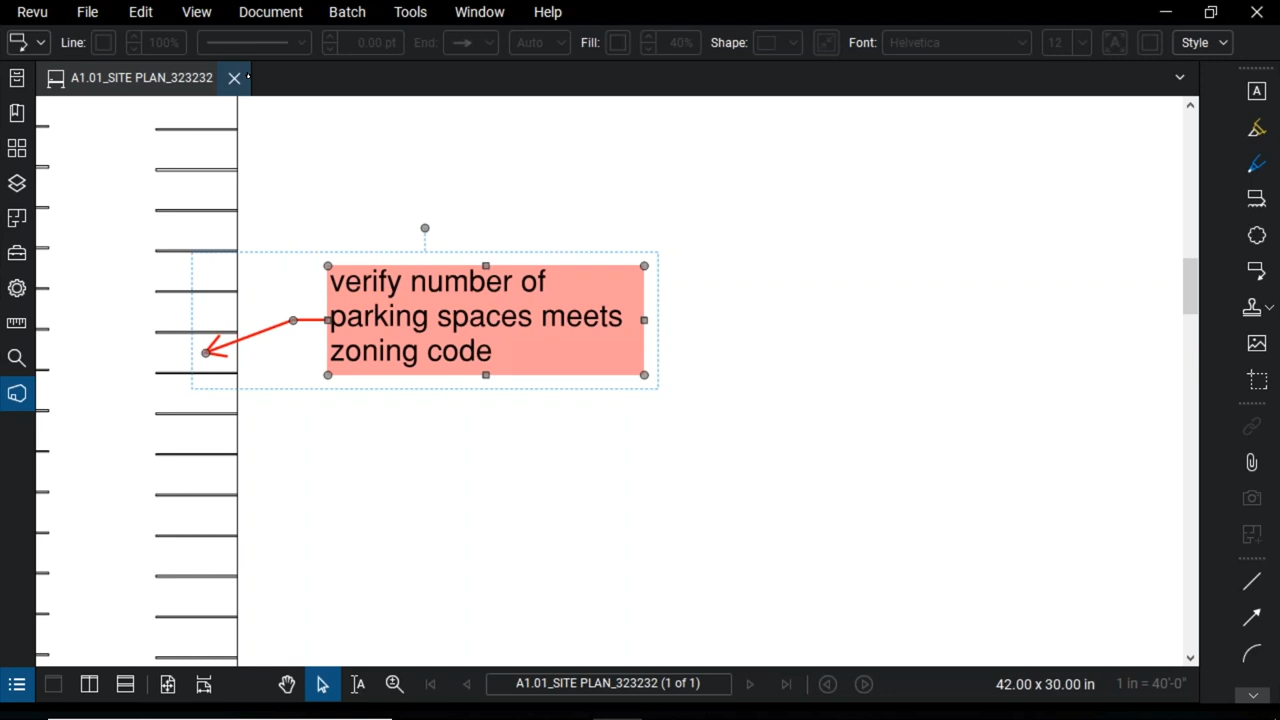 Revu File Edit View Document Batch Tools Window Help
Line: 100% 0.00 pt End: Auto Fill: 40% Shape: Font: Helvetica 12 A Style
A1.01_SITE PLAN_323232
A
verify number of
parking spaces meets
zoning code
A1.01_SITE PLAN_323232 (1 of 1) 42.00 x 30.00 in 1 in = 40'-0"